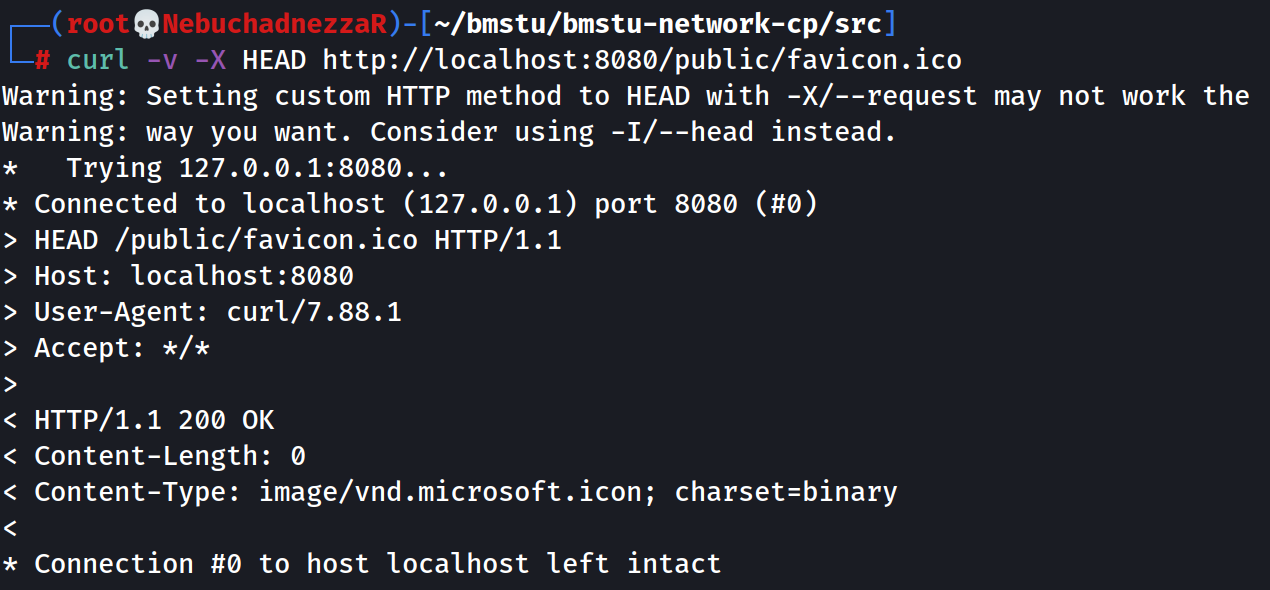 ┌──(root💀NebuchadnezzaR)-[~/bmstu/bmstu-network-cp/src]
└─# curl -v -X HEAD http://localhost:8080/public/favicon.ico
Warning: Setting custom HTTP method to HEAD with -X/--request may not work the
Warning: way you want. Consider using -I/--head instead.
*   Trying 127.0.0.1:8080...
* Connected to localhost (127.0.0.1) port 8080 (#0)
> HEAD /public/favicon.ico HTTP/1.1
> Host: localhost:8080
> User-Agent: curl/7.88.1
> Accept: */*
>
< HTTP/1.1 200 OK
< Content-Length: 0
< Content-Type: image/vnd.microsoft.icon; charset=binary
<
* Connection #0 to host localhost left intact